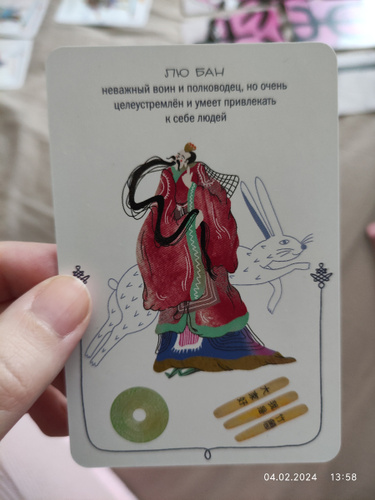 ЛЮ БАН
неважный воин и полководец, но очень
целеустремлён и умеет привлекать
к себе людей
04.02.2024 13:58